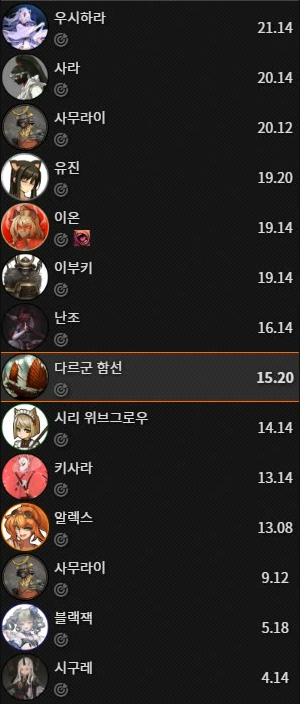 우시하라
21.14
사라
20.14
사무라이
20.12
유진
19.20
이온
19.14
이부키
19.14
난조
16.14
다르군 함선
15.20
시리 위브그로우
14.14
키사라
13.14
알렉스
13.08
사무라이
9.12
블랙잭
5.18
시구레
4.14